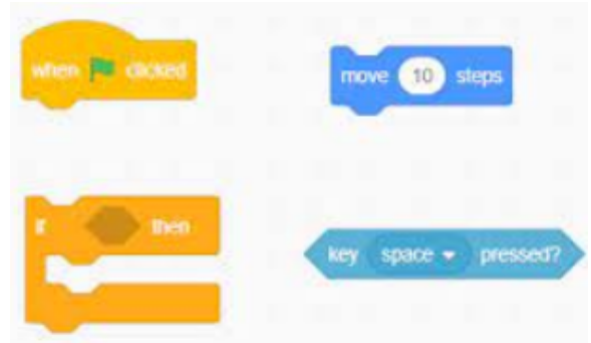 when clicked
move 10 steps
if then
key space pressed?